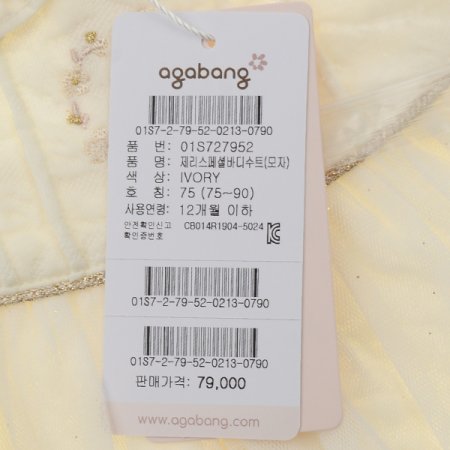 agabang
01S7-2-79-52-0213-0790
품 번: 01S727952
품 명: 제리스페셜바디수트(모자)
색 상: IVORY
호 칭: 75 (75~90)
사용연령: 12개월 이하
안전확인신고 CB014R1904-5024
확인증번호
01S7-2-79-52-0213-0790
01S7-2-79-52-0213-0790
판매가격: 79,000
www.agabang.com